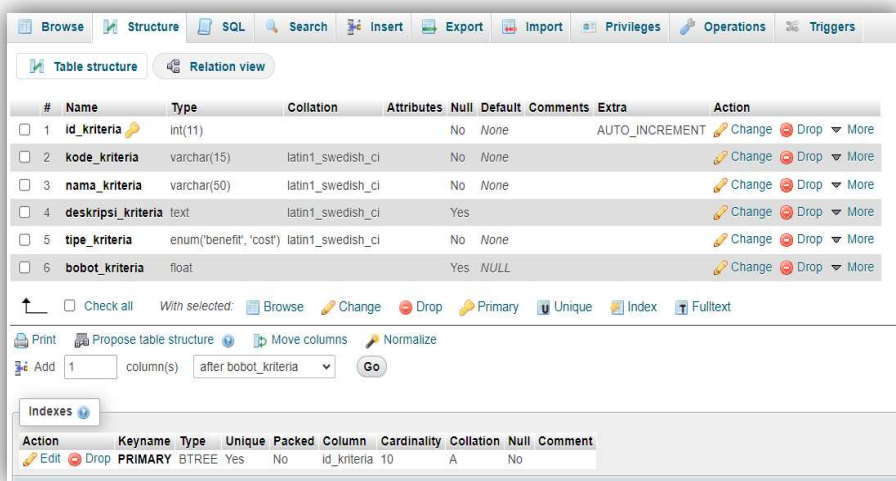 Browse Structure SQL Search Insert Export Import Privileges Operations Triggers
Table structure Relation view
# Name Type Collation Attributes Null Default Comments Extra Action
1 id_kriteria int(11) No None AUTO_INCREMENT Change Drop More
2 kode_kriteria varchar(15) latin1_swedish_ci No None Change Drop More
3 nama_kriteria varchar(50) latin1_swedish_ci No None Change Drop More
4 deskripsi_kriteria text latin1_swedish_ci Yes Change Drop More
5 tipe_kriteria enum('benefit', 'cost') latin1_swedish_ci No None Change Drop More
6 bobot_kriteria float Yes NULL Change Drop More
Check all With selected: Browse Change Drop Primary Unique Index Fulltext
Print Propose table structure Move columns Normalize
Add 1 column(s) after bobot_kriteria Go
Indexes
Action Keyname Type Unique Packed Column Cardinality Collation Null Comment
Edit Drop PRIMARY BTREE Yes No id_kriteria 10 A No